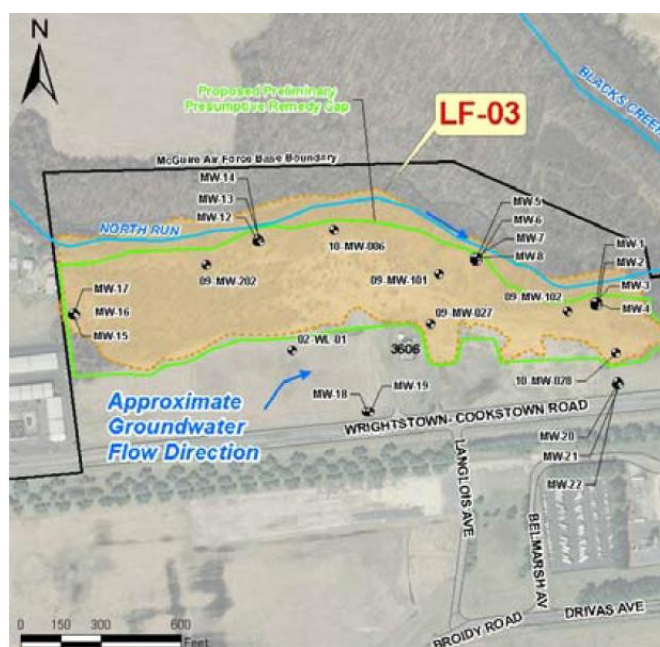 N
BLACKS CREEK
Proposed Preliminary
Presumptive Remedy Cap
LF-03
McGuire Air Force Base Boundary
MW-14
MW-13
MW-12
MW-5
MW-6
MW-7
MW-8
MW-1
MW-2
MW-3
MW-4
NORTH RUN
10-MW-006
09-MW-202
09-MW-101
09-MW-102
MW-17
MW-16
MW-15
09-MW-027
02-WL-01
3606
10-MW-028
Approximate
Groundwater
Flow Direction
MW-18
MW-19
WRIGHTSTOWN- COOKSTOWN ROAD
MW-20
MW-21
MW-22
LANGLOIS AVE
BELMARSH AV
BROIDY ROAD
DRIVAS AVE
0 150 300 600
Feet